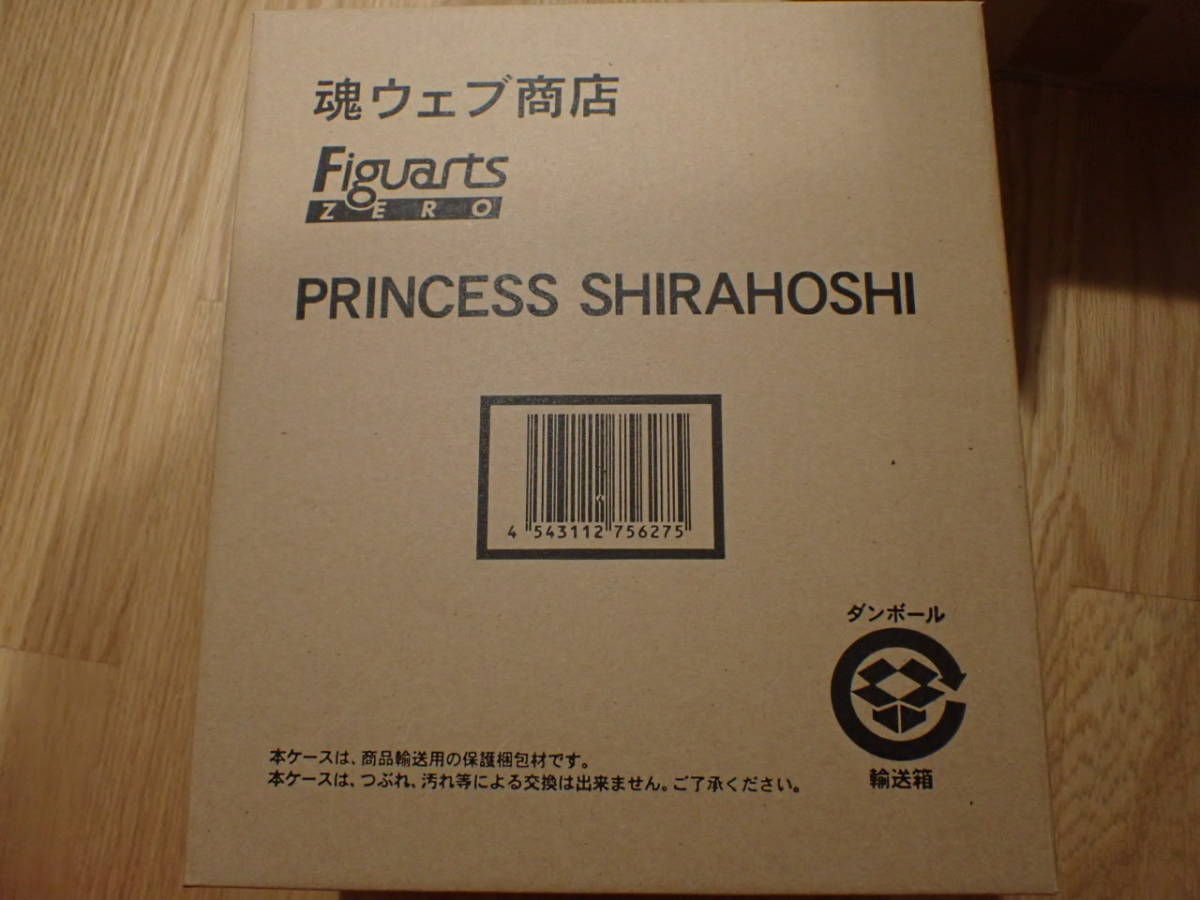 魂ウェブ商店
Figuarts
ZERO
PRINCESS SHIRAHOSHI
4 543112 756275
ダンボール
輸送箱
本ケースは、商品輸送用の保護梱包材です。
本ケースは、つぶれ、汚れ等による交換は出来ません。ご了承ください。